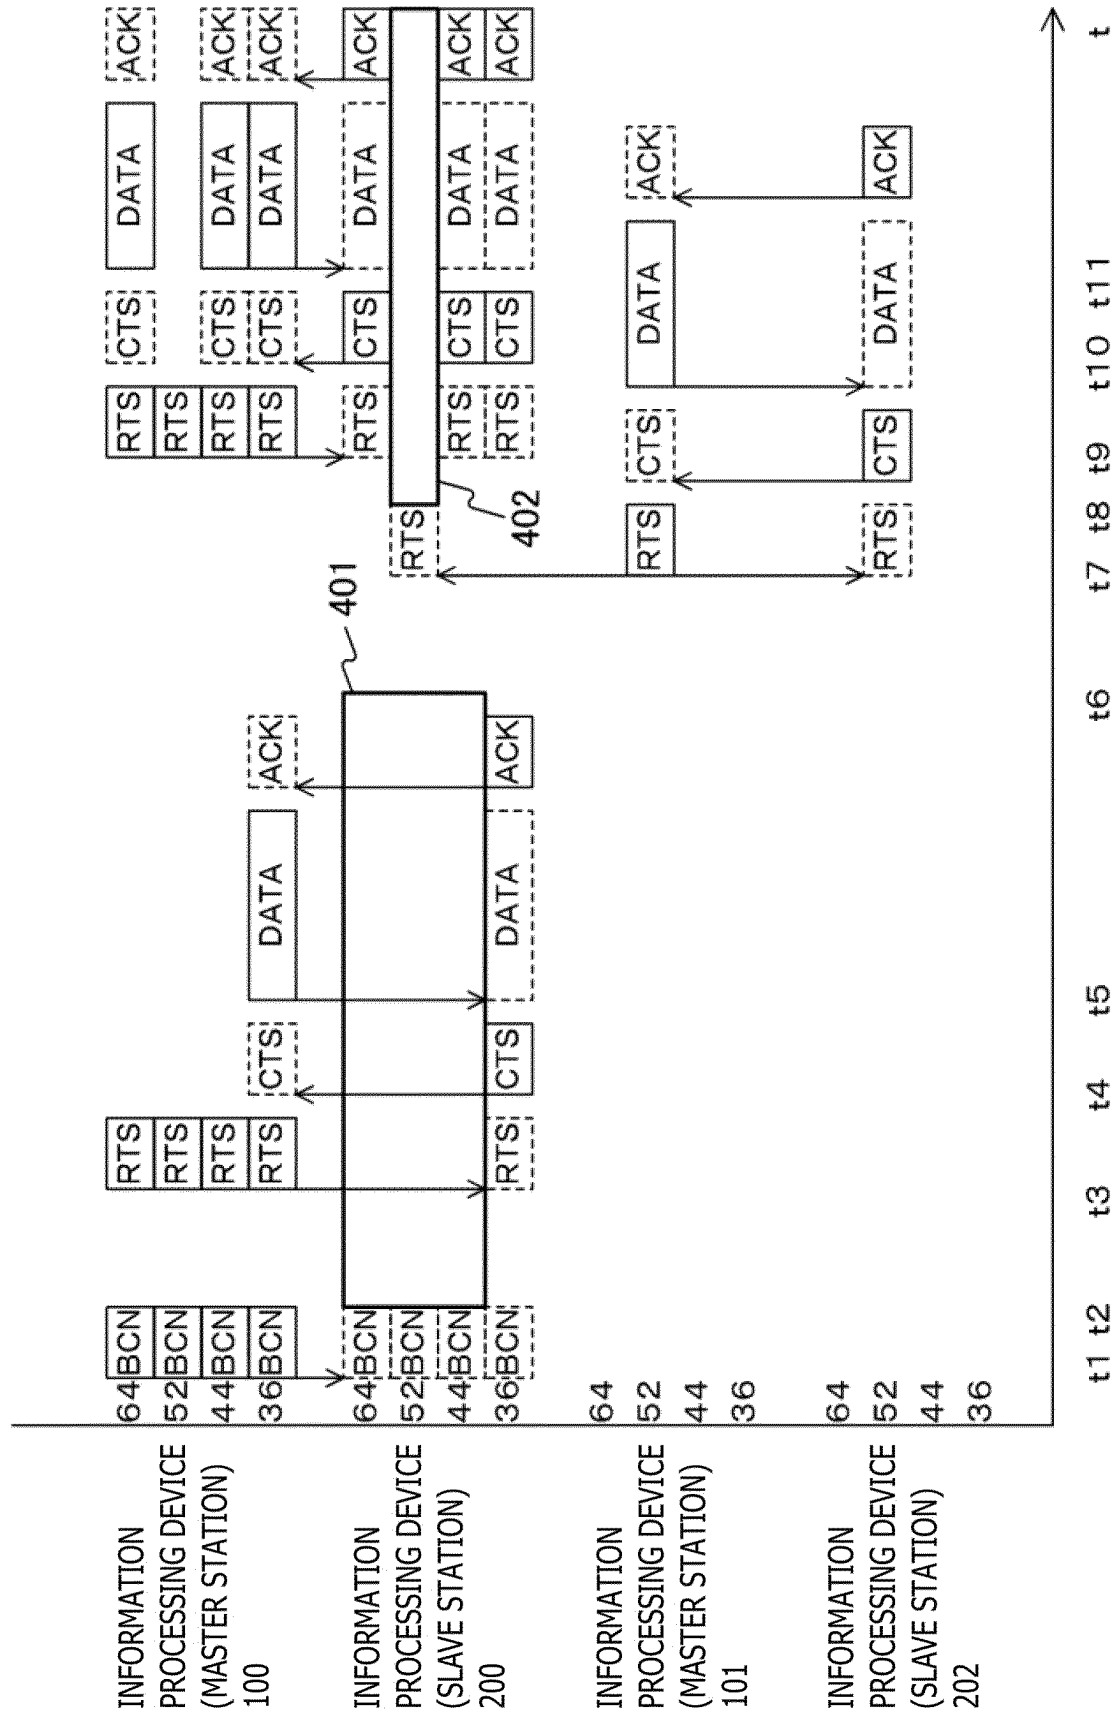 INFORMATION
PROCESSING DEVICE
(MASTER STATION)
100
64 BCN RTS RTS CTS DATA ACK
52 BCN RTS RTS
44 BCN RTS RTS CTS DATA ACK
36 BCN RTS CTS DATA ACK RTS CTS DATA ACK
401
INFORMATION
PROCESSING DEVICE
(SLAVE STATION)
200
64 BCN RTS CTS DATA ACK
52 BCN RTS
44 BCN RTS CTS DATA ACK
36 BCN RTS CTS DATA ACK RTS CTS DATA ACK
402
INFORMATION
PROCESSING DEVICE
(MASTER STATION)
101
64
52 RTS CTS DATA ACK
44
36
INFORMATION
PROCESSING DEVICE
(SLAVE STATION)
202
64
52 RTS CTS DATA ACK
44
36
t1 t2 t3 t4 t5 t6 t7 t8 t9 t10 t11 t